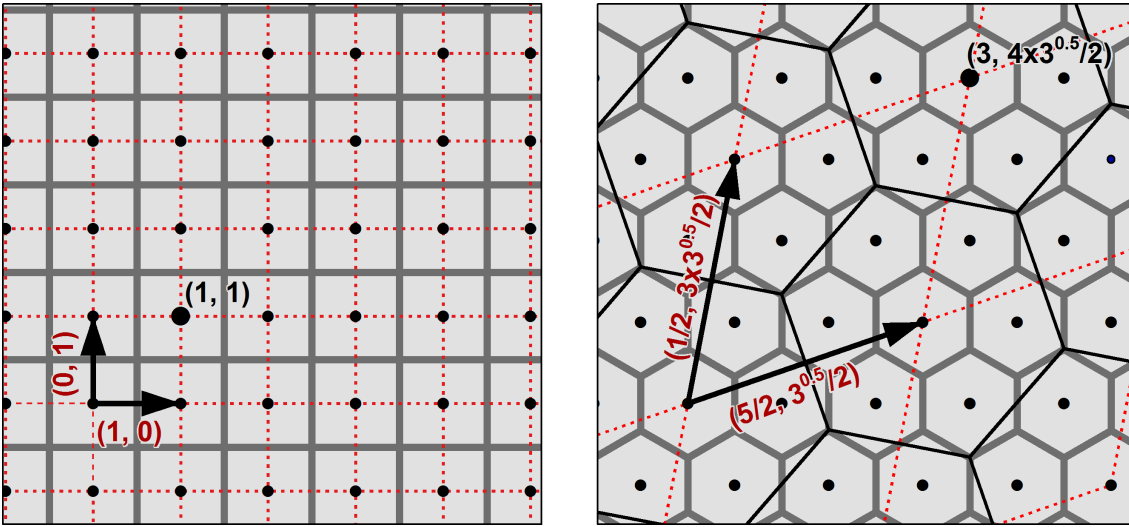 (1, 1)
(0, 1)
(1, 0)
(3, 4x3^0.5/2)
(1/2, 3x3^0.5/2)
(5/2, 3^0.5/2)